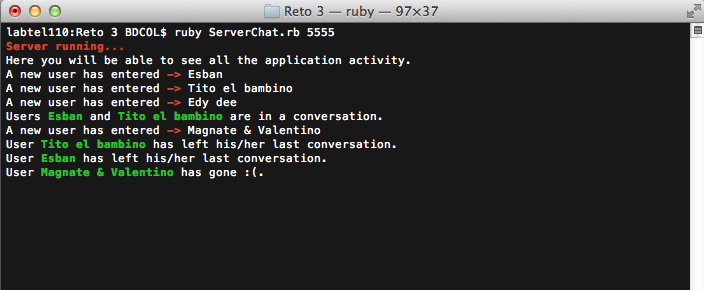 Reto 3 — ruby — 97×37
labtel110:Reto 3 BDCOL$ ruby ServerChat.rb 5555
Server running...
Here you will be able to see all the application activity.
A new user has entered —> Esban
A new user has entered —> Tito el bambino
A new user has entered —> Edy dee
Users Esban and Tito el bambino are in a conversation.
A new user has entered —> Magnate & Valentino
User Tito el bambino has left his/her last conversation.
User Esban has left his/her last conversation.
User Magnate & Valentino has gone :(.